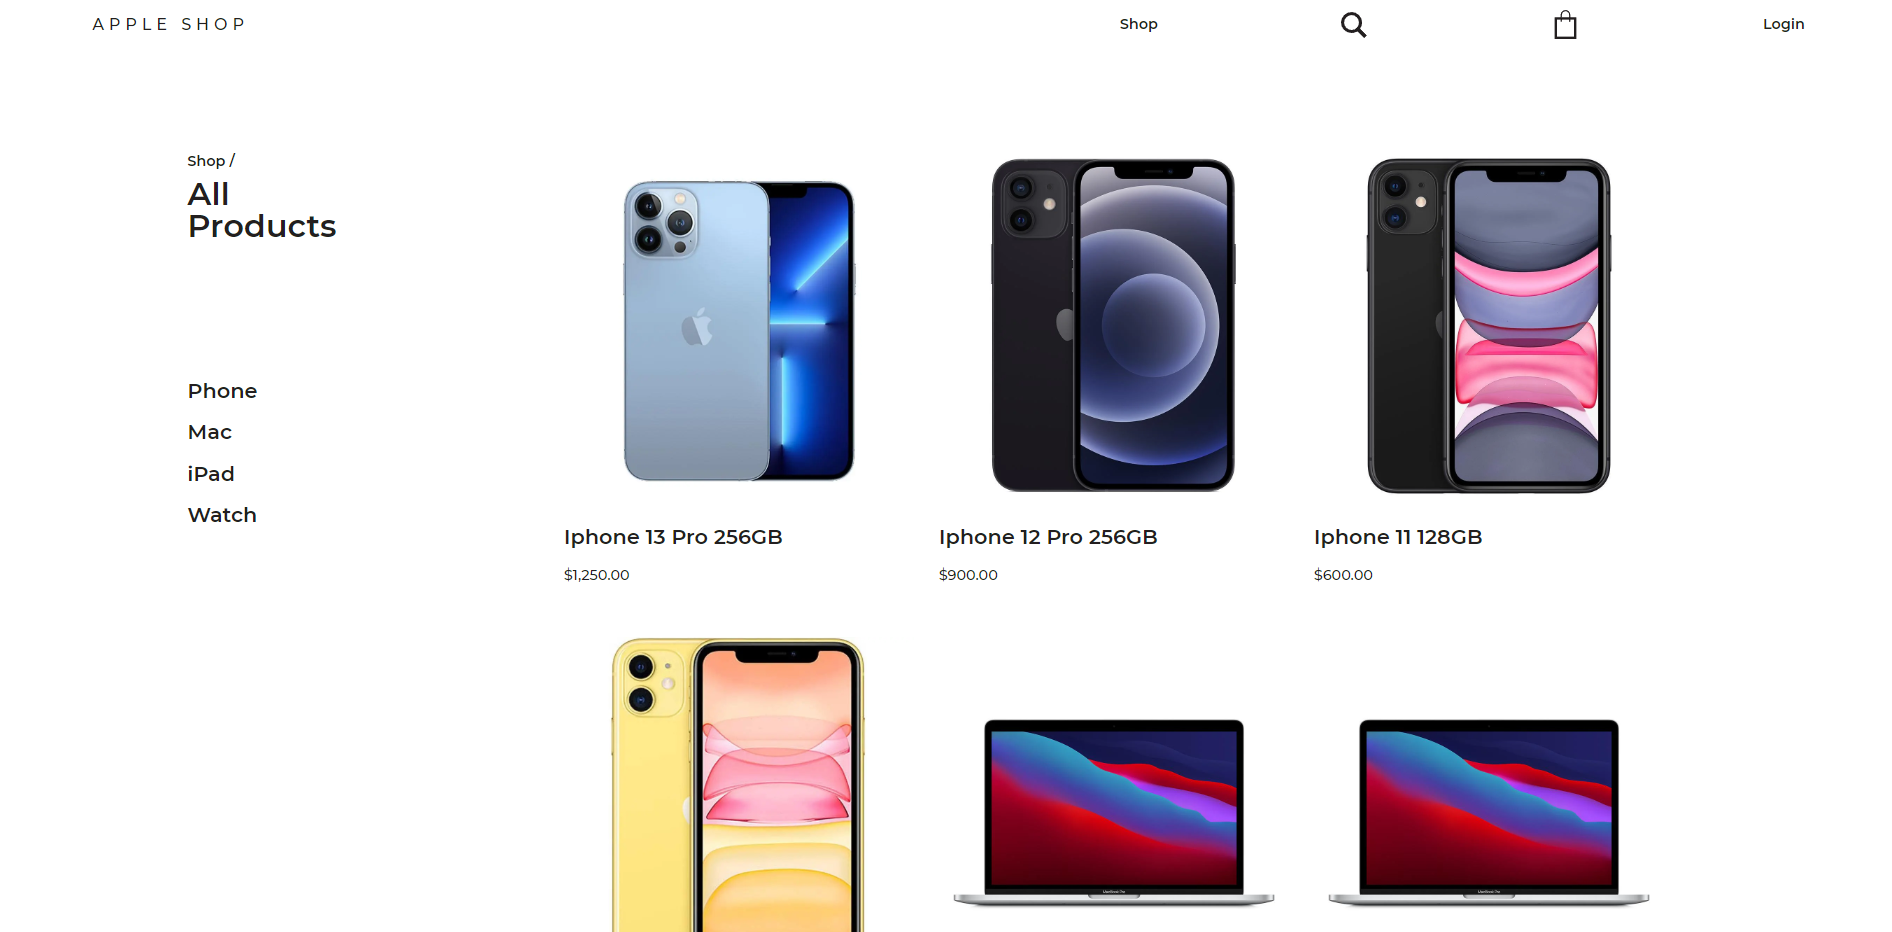 APPLE SHOP
Shop
Login
Shop /
All
Products
Phone
Mac
iPad
Watch
Iphone 13 Pro 256GB
$1,250.00
Iphone 12 Pro 256GB
$900.00
Iphone 11 128GB
$600.00